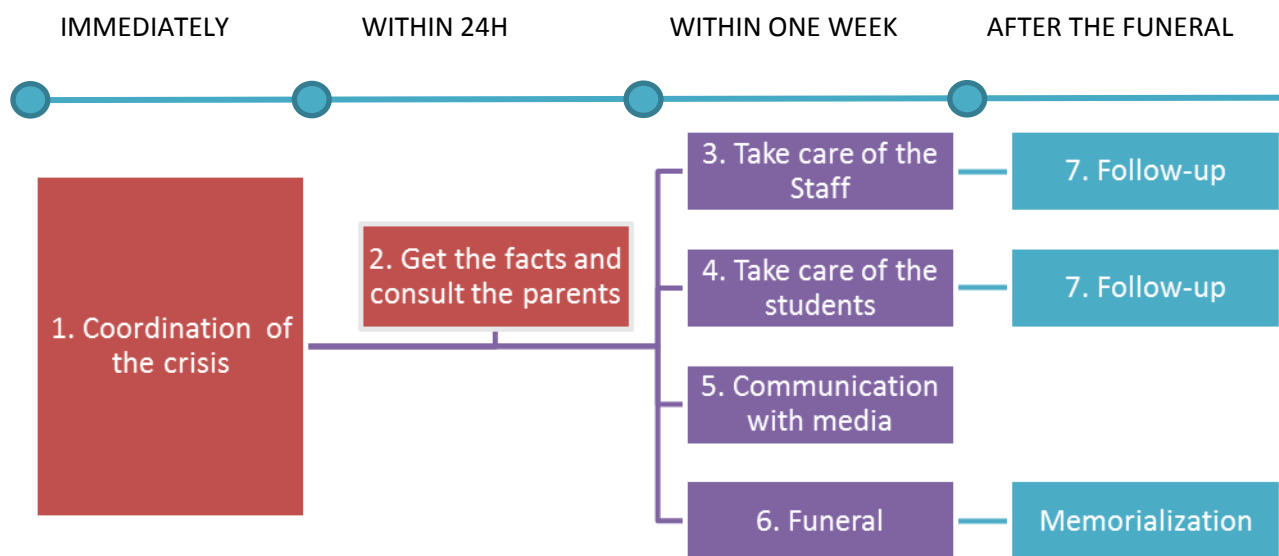 IMMEDIATELY
WITHIN 24H
WITHIN ONE WEEK
AFTER THE FUNERAL
1. Coordination of
the crisis
2. Get the facts and
consult the parents
3. Take care of the
Staff
7. Follow-up
4. Take care of the
students
7. Follow-up
5. Communication
with media
6. Funeral
Memorialization